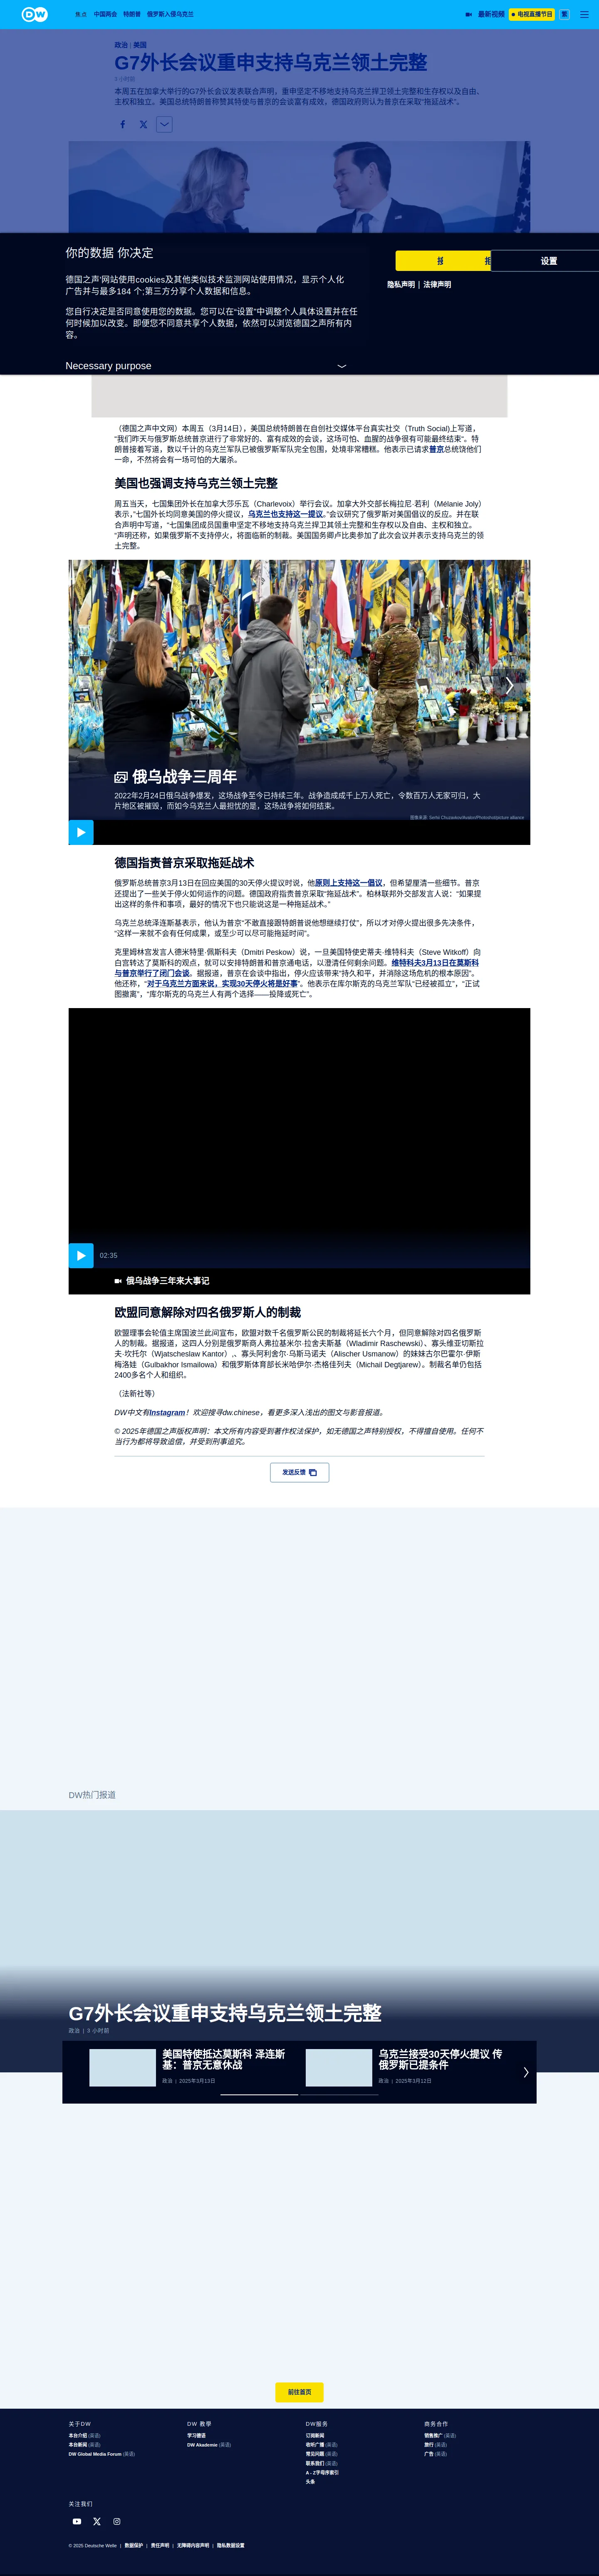 DW 焦点 中国两会 特朗普 俄罗斯入侵乌克兰 最新视频 电视直播节目 繁
政治 | 美国
G7外长会议重申支持乌克兰领土完整
3 小时前
本周五在加拿大举行的G7外长会议发表联合声明，重申坚定不移地支持乌克兰捍卫领土完整和生存权以及自由、
主权和独立。美国总统特朗普称赞其特使与普京的会谈富有成效，德国政府则认为普京在采取“拖延战术”。
你的数据 你决定
德国之声'网站使用cookies及其他类似技术监测网站使用情况，显示个人化
广告并与最多184 个;第三方分享个人数据和信息。
您自行决定是否同意使用您的数据。您可以在“设置”中调整个人具体设置并在任
何时候加以改变。即便您不同意共享个人数据，依然可以浏览德国之声所有内
容。
Necessary purpose
设置
隐私声明 | 法律声明
（德国之声中文网）本周五（3月14日），美国总统特朗普在自创社交媒体平台真实社交（Truth Social)上写道，
“我们昨天与俄罗斯总统普京进行了非常好的、富有成效的会谈，这场可怕、血腥的战争很有可能最终结束”。特
朗普接着写道，数以千计的乌克兰军队已被俄罗斯军队完全包围，处境非常糟糕。他表示已请求普京总统饶他们
一命，不然将会有一场可怕的大屠杀。
美国也强调支持乌克兰领土完整
周五当天，七国集团外长在加拿大莎尔瓦（Charlevoix）举行会议。加拿大外交部长梅拉尼·若利（Mélanie Joly）
表示，”七国外长均同意美国的停火提议，乌克兰也支持这一提议。”会议研究了俄罗斯对美国倡议的反应。并在联
合声明中写道，“七国集团成员国重申坚定不移地支持乌克兰捍卫其领土完整和生存权以及自由、主权和独立。
”声明还称，如果俄罗斯不支持停火，将面临新的制裁。美国国务卿卢比奥参加了此次会议并表示支持乌克兰的领
土完整。
俄乌战争三周年
2022年2月24日俄乌战争爆发，这场战争至今已持续三年。战争造成成千上万人死亡，令数百万人无家可归，大
片地区被摧毁，而如今乌克兰人最担忧的是，这场战争将如何结束。
德国指责普京采取拖延战术
俄罗斯总统普京3月13日在回应美国的30天停火提议时说，他原则上支持这一倡议，但希望厘清一些细节。普京
还提出了一些关于停火如何运作的问题。德国政府指责普京采取“拖延战术”。柏林联邦外交部发言人说：“如果提
出这样的条件和事项，最好的情况下也只能说这是一种拖延战术。”
乌克兰总统泽连斯基表示，他认为普京“不敢直接跟特朗普说他想继续打仗”，所以才对停火提出很多先决条件，
“这样一来就不会有任何成果，或至少可以尽可能拖延时间”。
克里姆林宫发言人德米特里·佩斯科夫（Dmitri Peskow）说，一旦美国特使史蒂夫·维特科夫（Steve Witkoff）向
白宫转达了莫斯科的观点，就可以安排特朗普和普京通电话，以澄清任何剩余问题。维特科夫3月13日在莫斯科
与普京举行了闭门会谈。据报道，普京在会谈中指出，停火应该带来“持久和平，并消除这场危机的根本原因”。
他还称，“对于乌克兰方面来说，实现30天停火将是好事”。他表示在库尔斯克的乌克兰军队“已经被孤立”，“正试
图撤离”，“库尔斯克的乌克兰人有两个选择——投降或死亡”。
02:35
俄乌战争三年来大事记
欧盟同意解除对四名俄罗斯人的制裁
欧盟理事会轮值主席国波兰此间宣布，欧盟对数千名俄罗斯公民的制裁将延长六个月，但同意解除对四名俄罗斯
人的制裁。据报道，这四人分别是俄罗斯商人弗拉基米尔·拉舍夫斯基（Wladimir Raschewski）、寡头维亚切斯拉
夫·坎托尔（Wjatscheslaw Kantor）,、寡头阿利舍尔·乌斯马诺夫（Alischer Usmanow）的妹妹古尔巴霍尔·伊斯
梅洛娃（Gulbakhor Ismailowa）和俄罗斯体育部长米哈伊尔·杰格佳列夫（Michail Degtjarew）。制裁名单仍包括
2400多名个人和组织。
（法新社等）
DW中文有Instagram！欢迎搜寻dw.chinese，看更多深入浅出的图文与影音报道。
© 2025年德国之声版权声明：本文所有内容受到著作权法保护，如无德国之声特别授权，不得擅自使用。任何不
当行为都将导致追偿，并受到刑事追究。
发送反馈
DW热门报道
G7外长会议重申支持乌克兰领土完整
政治 | 3 小时前
美国特使抵达莫斯科 泽连斯
基：普京无意休战
政治 | 2025年3月13日
乌克兰接受30天停火提议 传
俄罗斯已提条件
政治 | 2025年3月12日
前往首页
关于DW
本台介绍 (英语)
本台新闻 (英语)
DW Global Media Forum (英语)
DW 教學
学习德语
DW Akademie (英语)
DW服务
订阅新闻
收听广播 (英语)
常见问题 (英语)
联系我们 (英语)
A - Z字母序索引
头条
商务合作
销售推广 (英语)
旅行 (英语)
广告 (英语)
关注我们
© 2025 Deutsche Welle | 数据保护 | 责任声明 | 无障碍内容声明 | 隐私数据设置